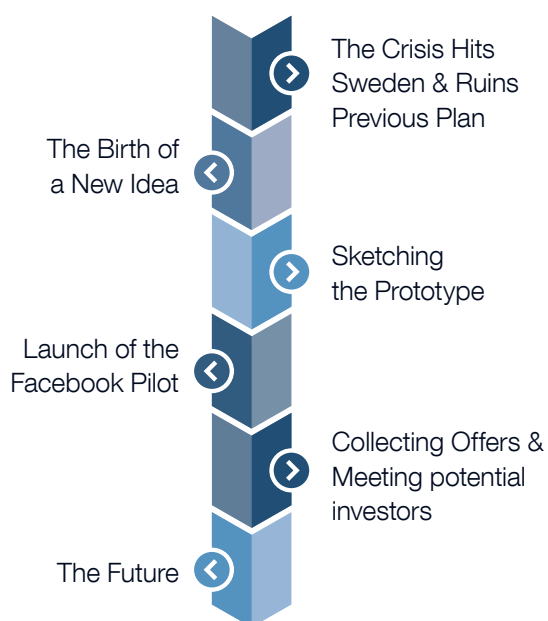 The Crisis Hits
Sweden & Ruins
Previous Plan
The Birth of
a New Idea
Sketching
the Prototype
Launch of the
Facebook Pilot
Collecting Offers &
Meeting potential
investors
The Future